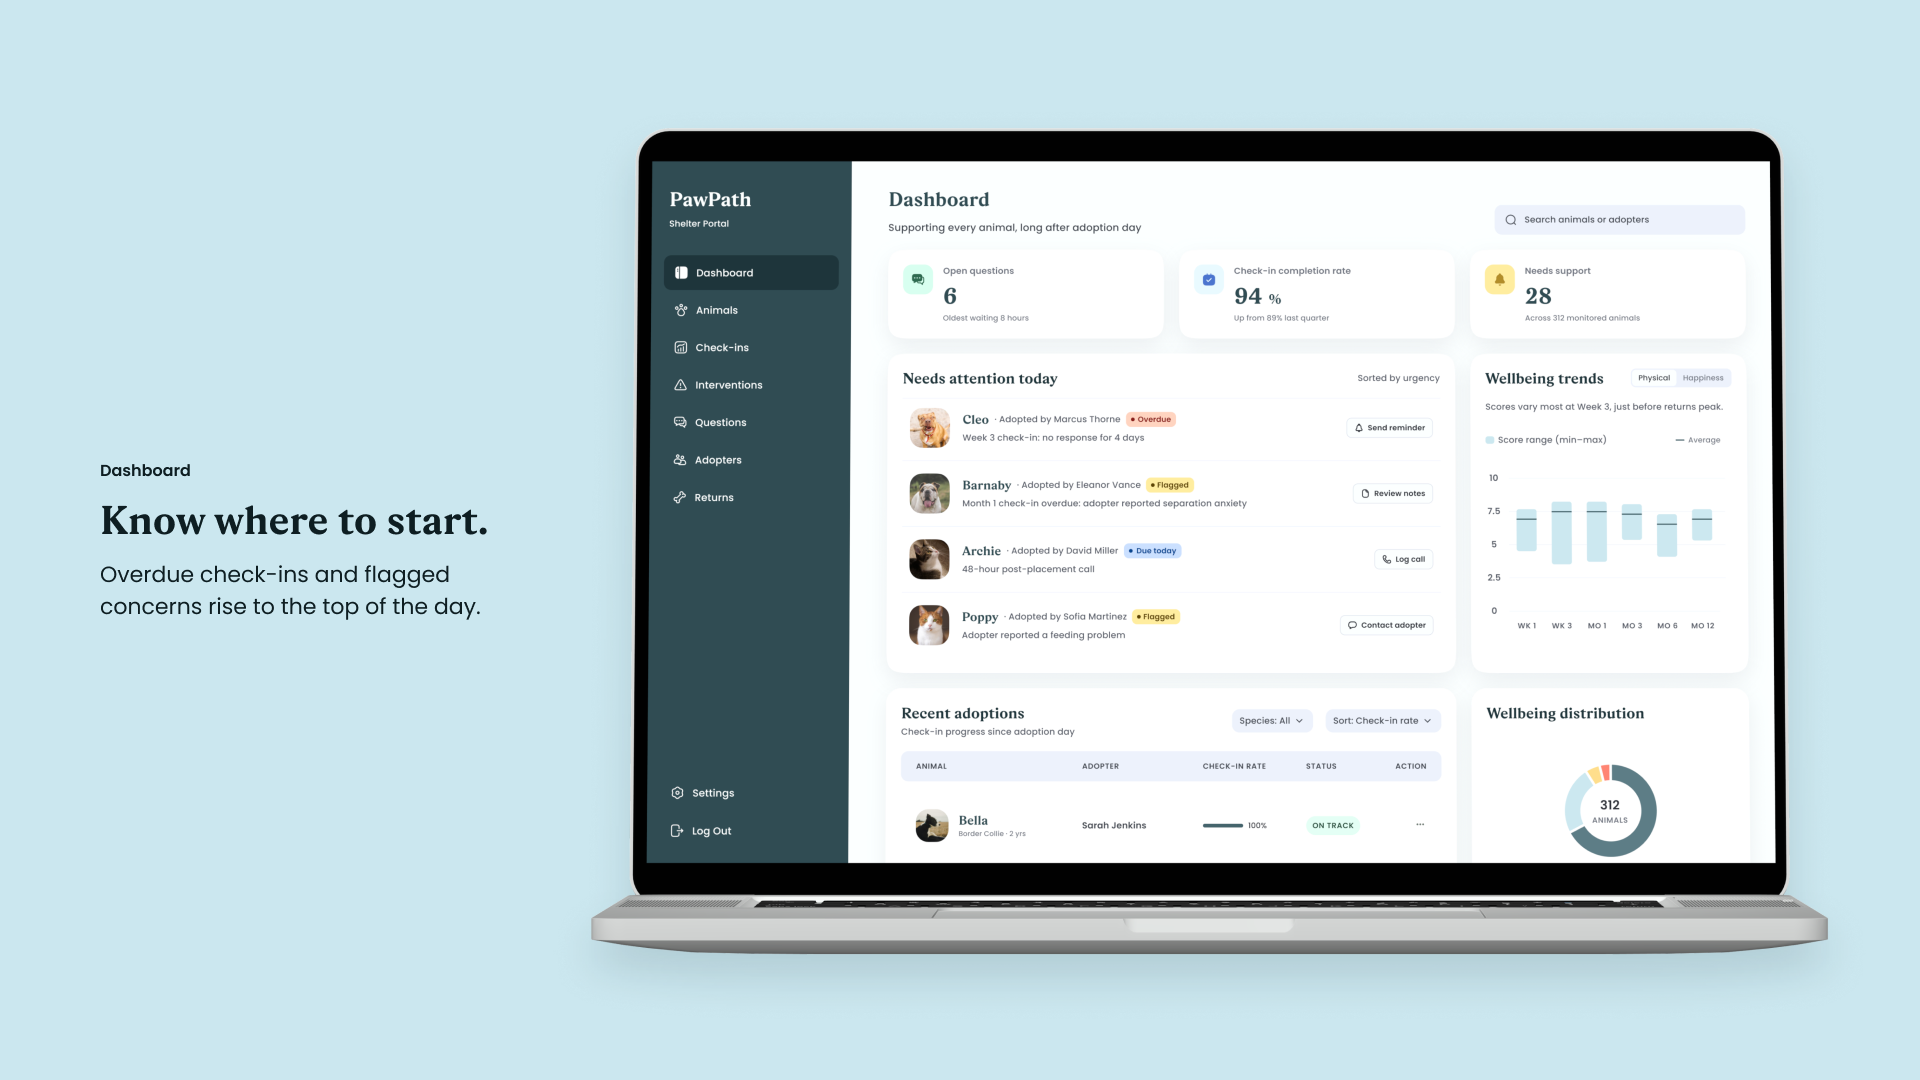 Dashboard
Know where to start.
Overdue check-ins and flagged
concerns rise to the top of the day.
PawPath
Shelter Portal
Dashboard
Animals
Check-ins
Interventions
Questions
Adopters
Returns
Settings
Log Out
Dashboard
Supporting every animal, long after adoption day
Search animals or adopters
Open questions
6
Oldest waiting 8 hours
Check-in completion rate
94 %
Up from 89% last quarter
Needs support
28
Across 312 monitored animals
Needs attention today
Sorted by urgency
Cleo · Adopted by Marcus Thorne • Overdue
Week 3 check-in: no response for 4 days
Send reminder
Barnaby · Adopted by Eleanor Vance • Flagged
Month 1 check-in overdue: adopter reported separation anxiety
Review notes
Archie · Adopted by David Miller • Due today
48-hour post-placement call
Log call
Poppy · Adopted by Sofia Martinez • Flagged
Adopter reported a feeding problem
Contact adopter
Wellbeing trends
Physical Happiness
Scores vary most at Week 3, just before returns peak.
Score range (min–max) Average
10
7.5
5
2.5
0
WK 1 WK 3 MO 1 MO 3 MO 6 MO 12
Recent adoptions
Check-in progress since adoption day
Species: All
Sort: Check-in rate
ANIMAL ADOPTER CHECK-IN RATE STATUS ACTION
Bella
Border Collie · 2 yrs
Sarah Jenkins
100%
ON TRACK
...
Wellbeing distribution
312
ANIMALS